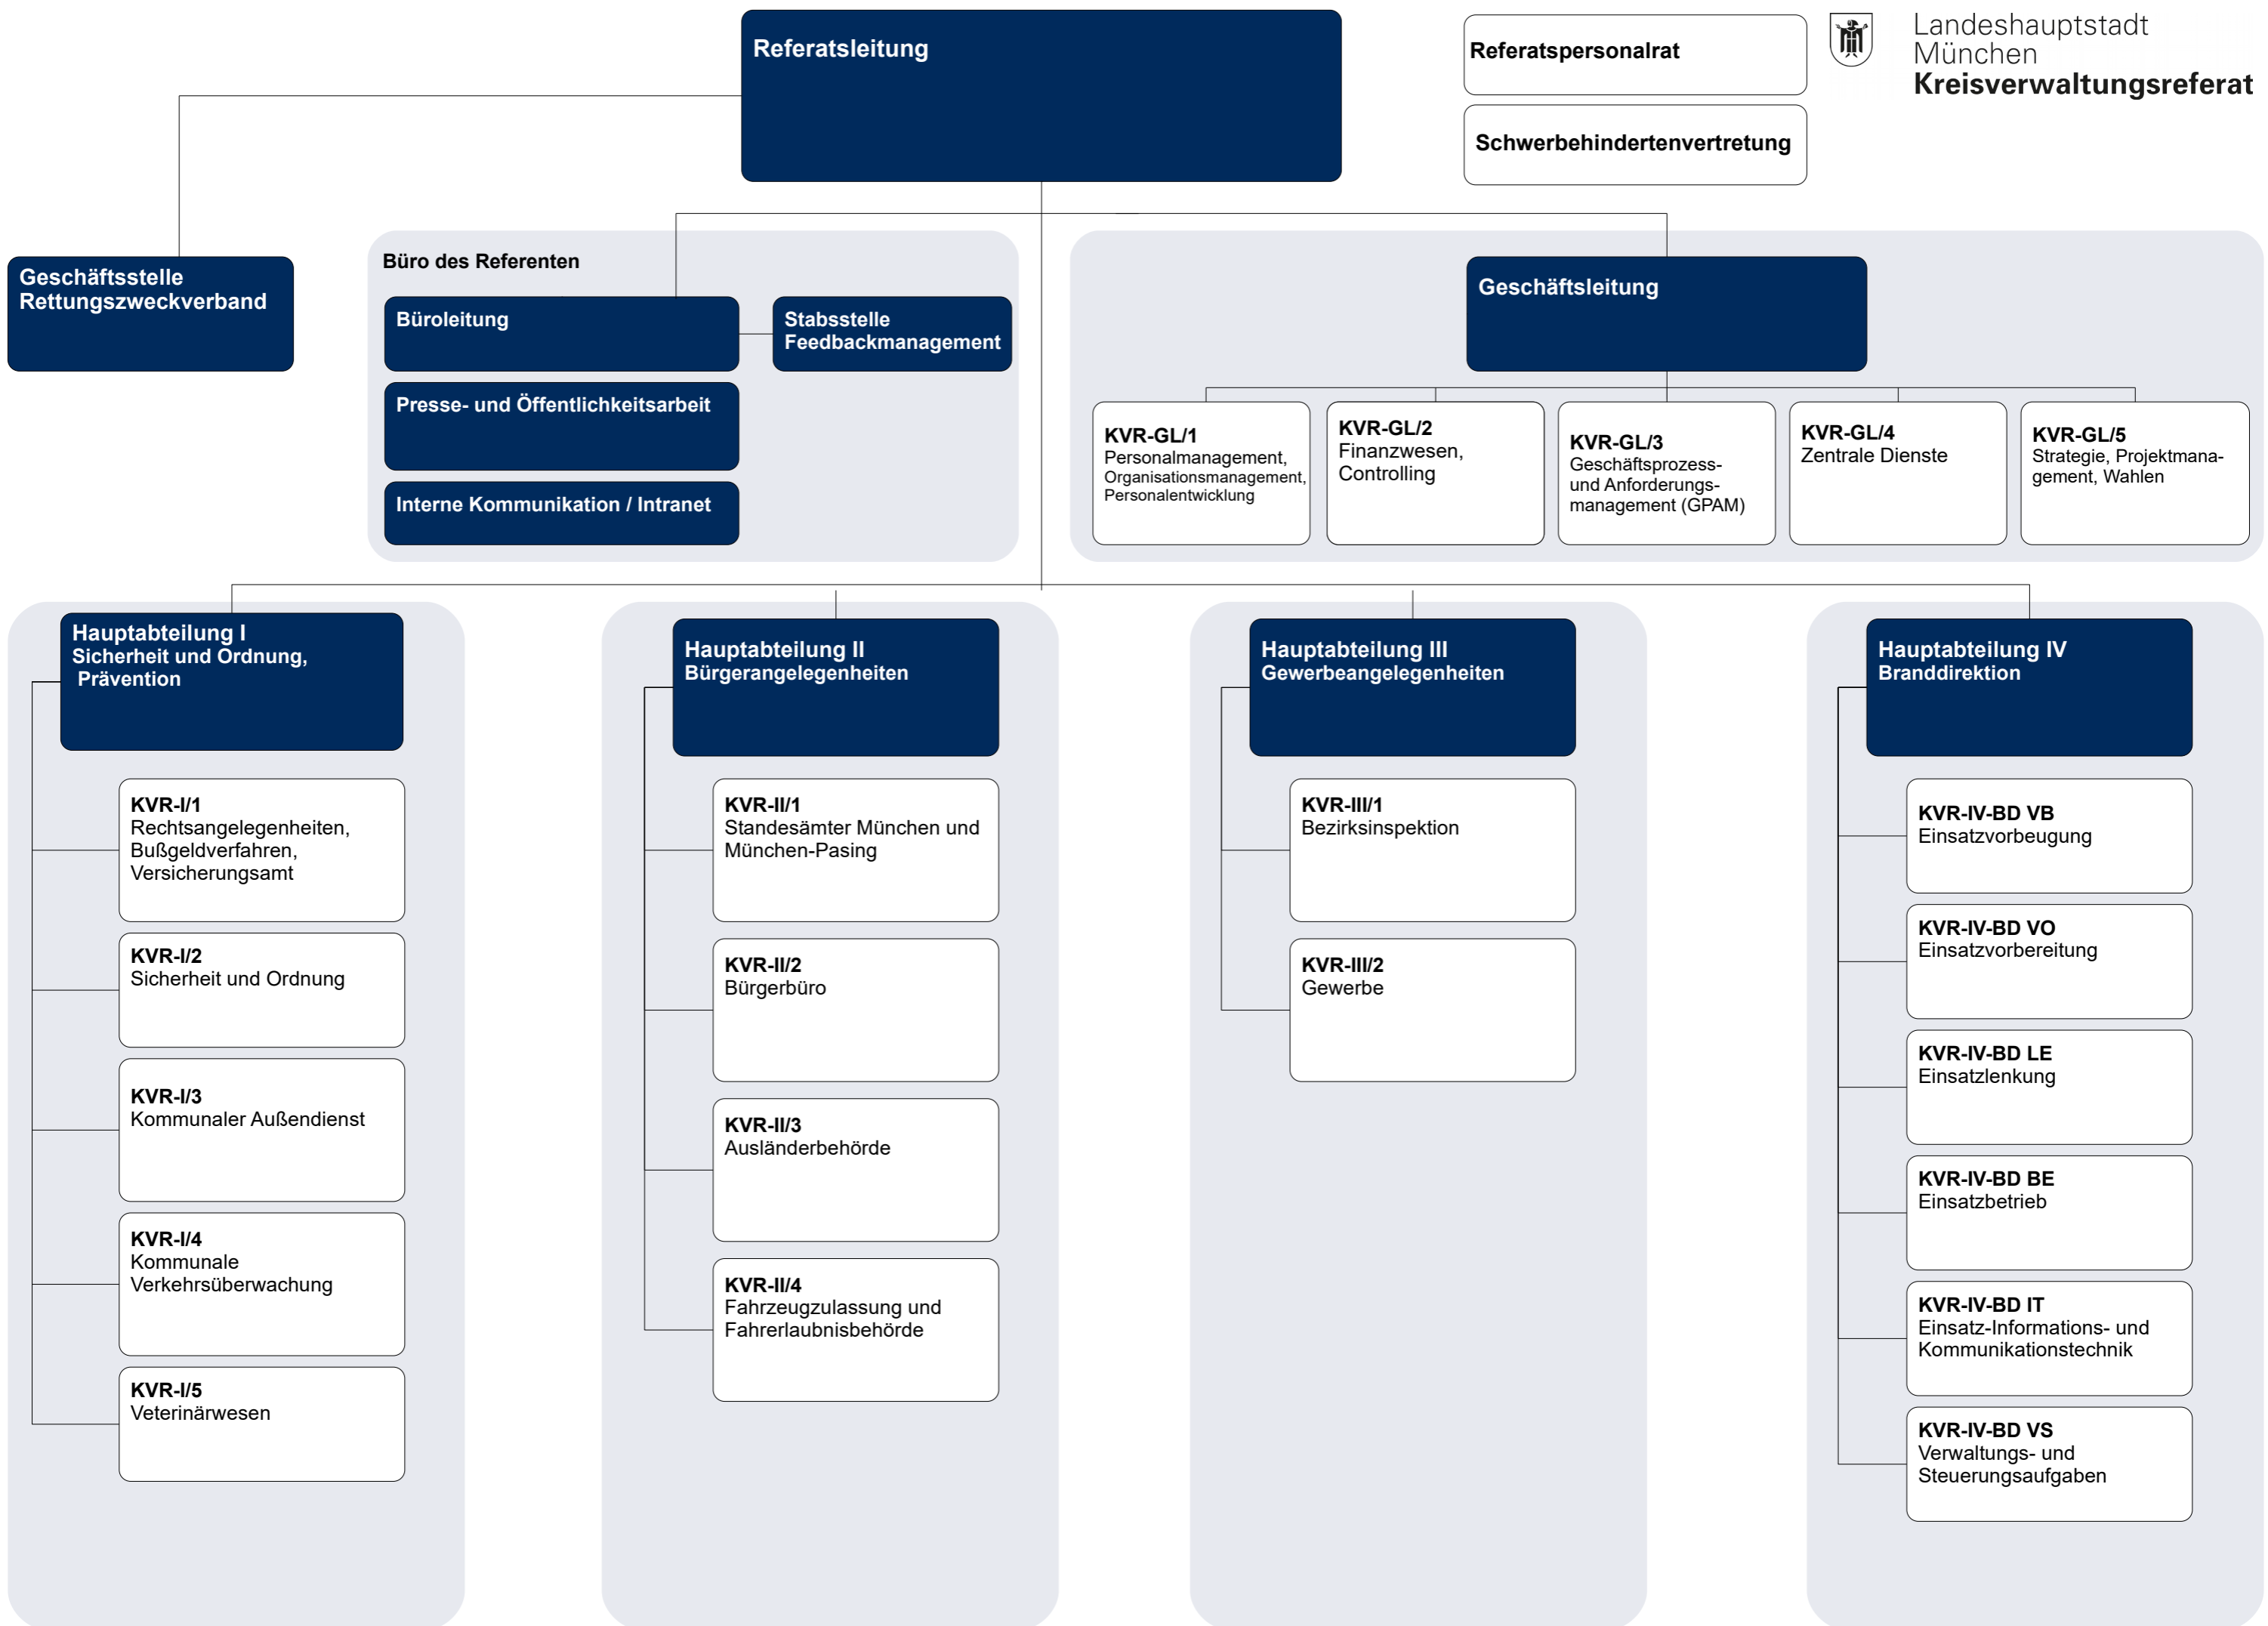 Referatsleitung
Referatspersonalrat
Schwerbehindertenvertretung
Landeshauptstadt
München
Kreisverwaltungsreferat
Geschäftsstelle
Rettungszweckverband
Büro des Referenten
Büroleitung
Stabsstelle
Feedbackmanagement
Presse- und Öffentlichkeitsarbeit
Interne Kommunikation / Intranet
Geschäftsleitung
KVR-GL/1
Personalmanagement,
Organisationsmanagement,
Personalentwicklung
KVR-GL/2
Finanzwesen,
Controlling
KVR-GL/3
Geschäftsprozess-
und Anforderungs-
management (GPAM)
KVR-GL/4
Zentrale Dienste
KVR-GL/5
Strategie, Projektmana-
gement, Wahlen
Hauptabteilung I
Sicherheit und Ordnung,
Prävention
KVR-I/1
Rechtsangelegenheiten,
Bußgeldverfahren,
Versicherungsamt
KVR-I/2
Sicherheit und Ordnung
KVR-I/3
Kommunaler Außendienst
KVR-I/4
Kommunale
Verkehrsüberwachung
KVR-I/5
Veterinärwesen
Hauptabteilung II
Bürgerangelegenheiten
KVR-II/1
Standesämter München und
München-Pasing
KVR-II/2
Bürgerbüro
KVR-II/3
Ausländerbehörde
KVR-II/4
Fahrzeugzulassung und
Fahrerlaubnisbehörde
Hauptabteilung III
Gewerbeangelegenheiten
KVR-III/1
Bezirksinspektion
KVR-III/2
Gewerbe
Hauptabteilung IV
Branddirektion
KVR-IV-BD VB
Einsatzvorbeugung
KVR-IV-BD VO
Einsatzvorbereitung
KVR-IV-BD LE
Einsatzlenkung
KVR-IV-BD BE
Einsatzbetrieb
KVR-IV-BD IT
Einsatz-Informations- und
Kommunikationstechnik
KVR-IV-BD VS
Verwaltungs- und
Steuerungsaufgaben